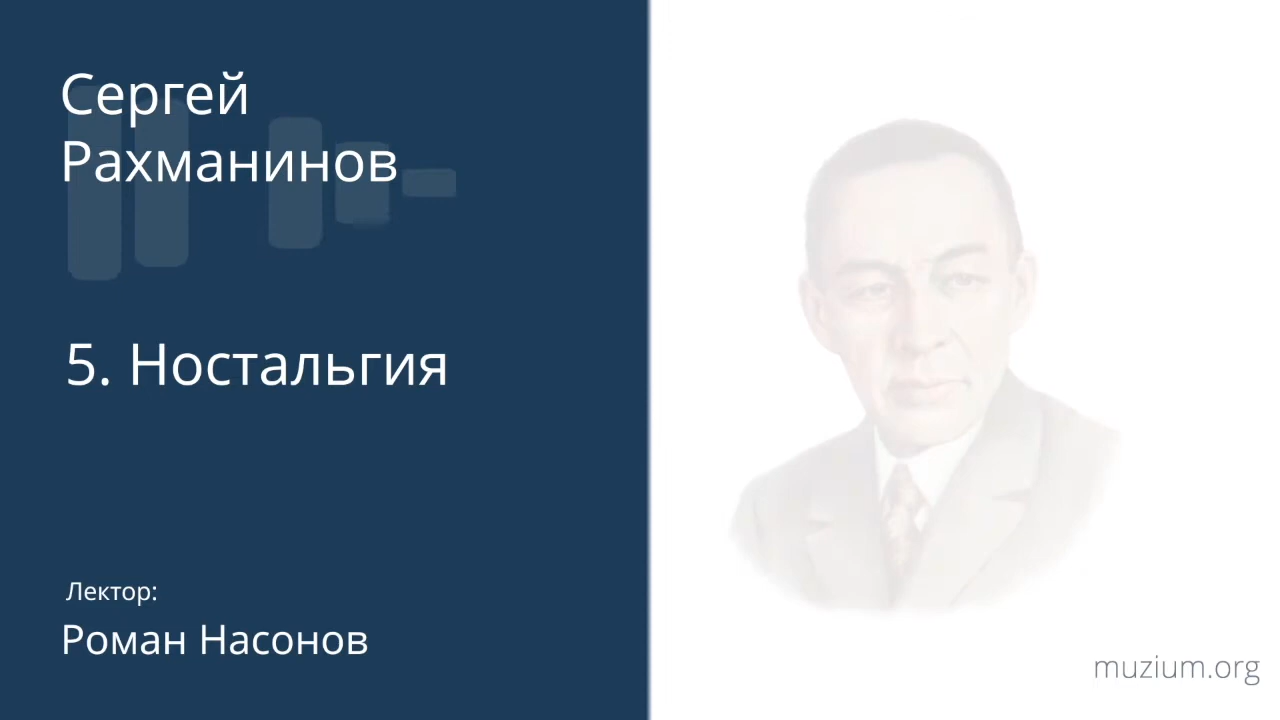 Сергей
Рахманинов
5. Ностальгия
Лектор:
Роман Насонов
muzium.org